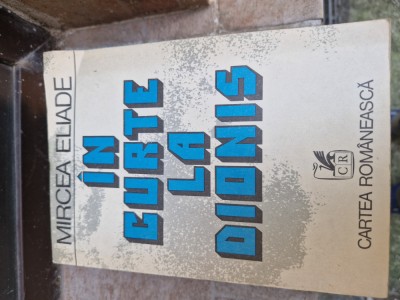 MIRCEA ELIADE
ÎN
CURTE
LA
DIONIS
CR
CARTEA ROMÂNEASCĂ